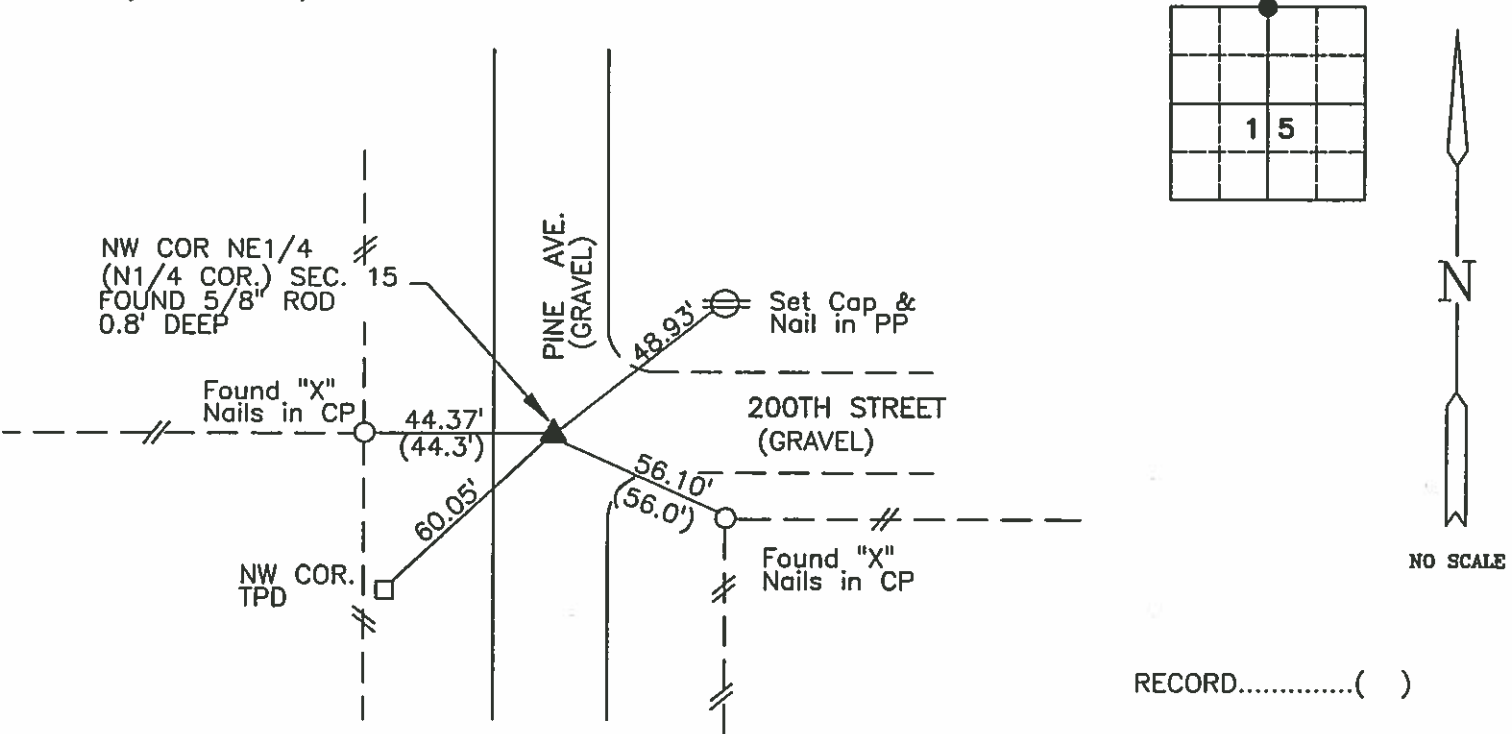 1 5
N
NO SCALE
NW COR NE1/4
(N1/4 COR.) SEC. 15
FOUND 5/8" ROD
0.8' DEEP
PINE AVE.
(GRAVEL)
48.93'
Set Cap &
Nail in PP
Found "X"
Nails in CP
44.37'
(44.3')
200TH STREET
(GRAVEL)
56.10'
(56.0')
60.05'
NW COR.
TPD
Found "X"
Nails in CP
RECORD..............( )